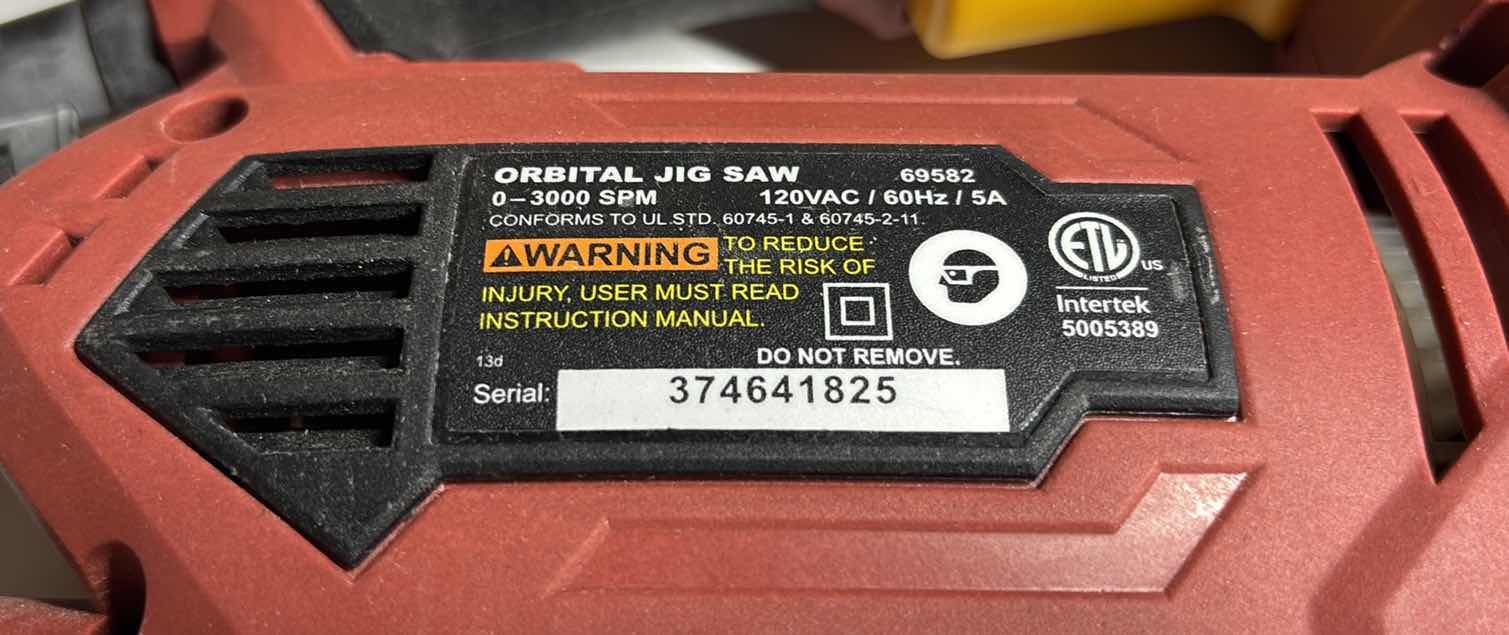 ORBITAL JIG SAW 69582
0–3000 SPM 120VAC / 60Hz / 5A
CONFORMS TO UL.STD. 60745-1 & 60745-2-11.
WARNING TO REDUCE
THE RISK OF
INJURY, USER MUST READ
INSTRUCTION MANUAL.
ETL
LISTED
US
Intertek
5005389
13d
DO NOT REMOVE.
Serial: 374641825